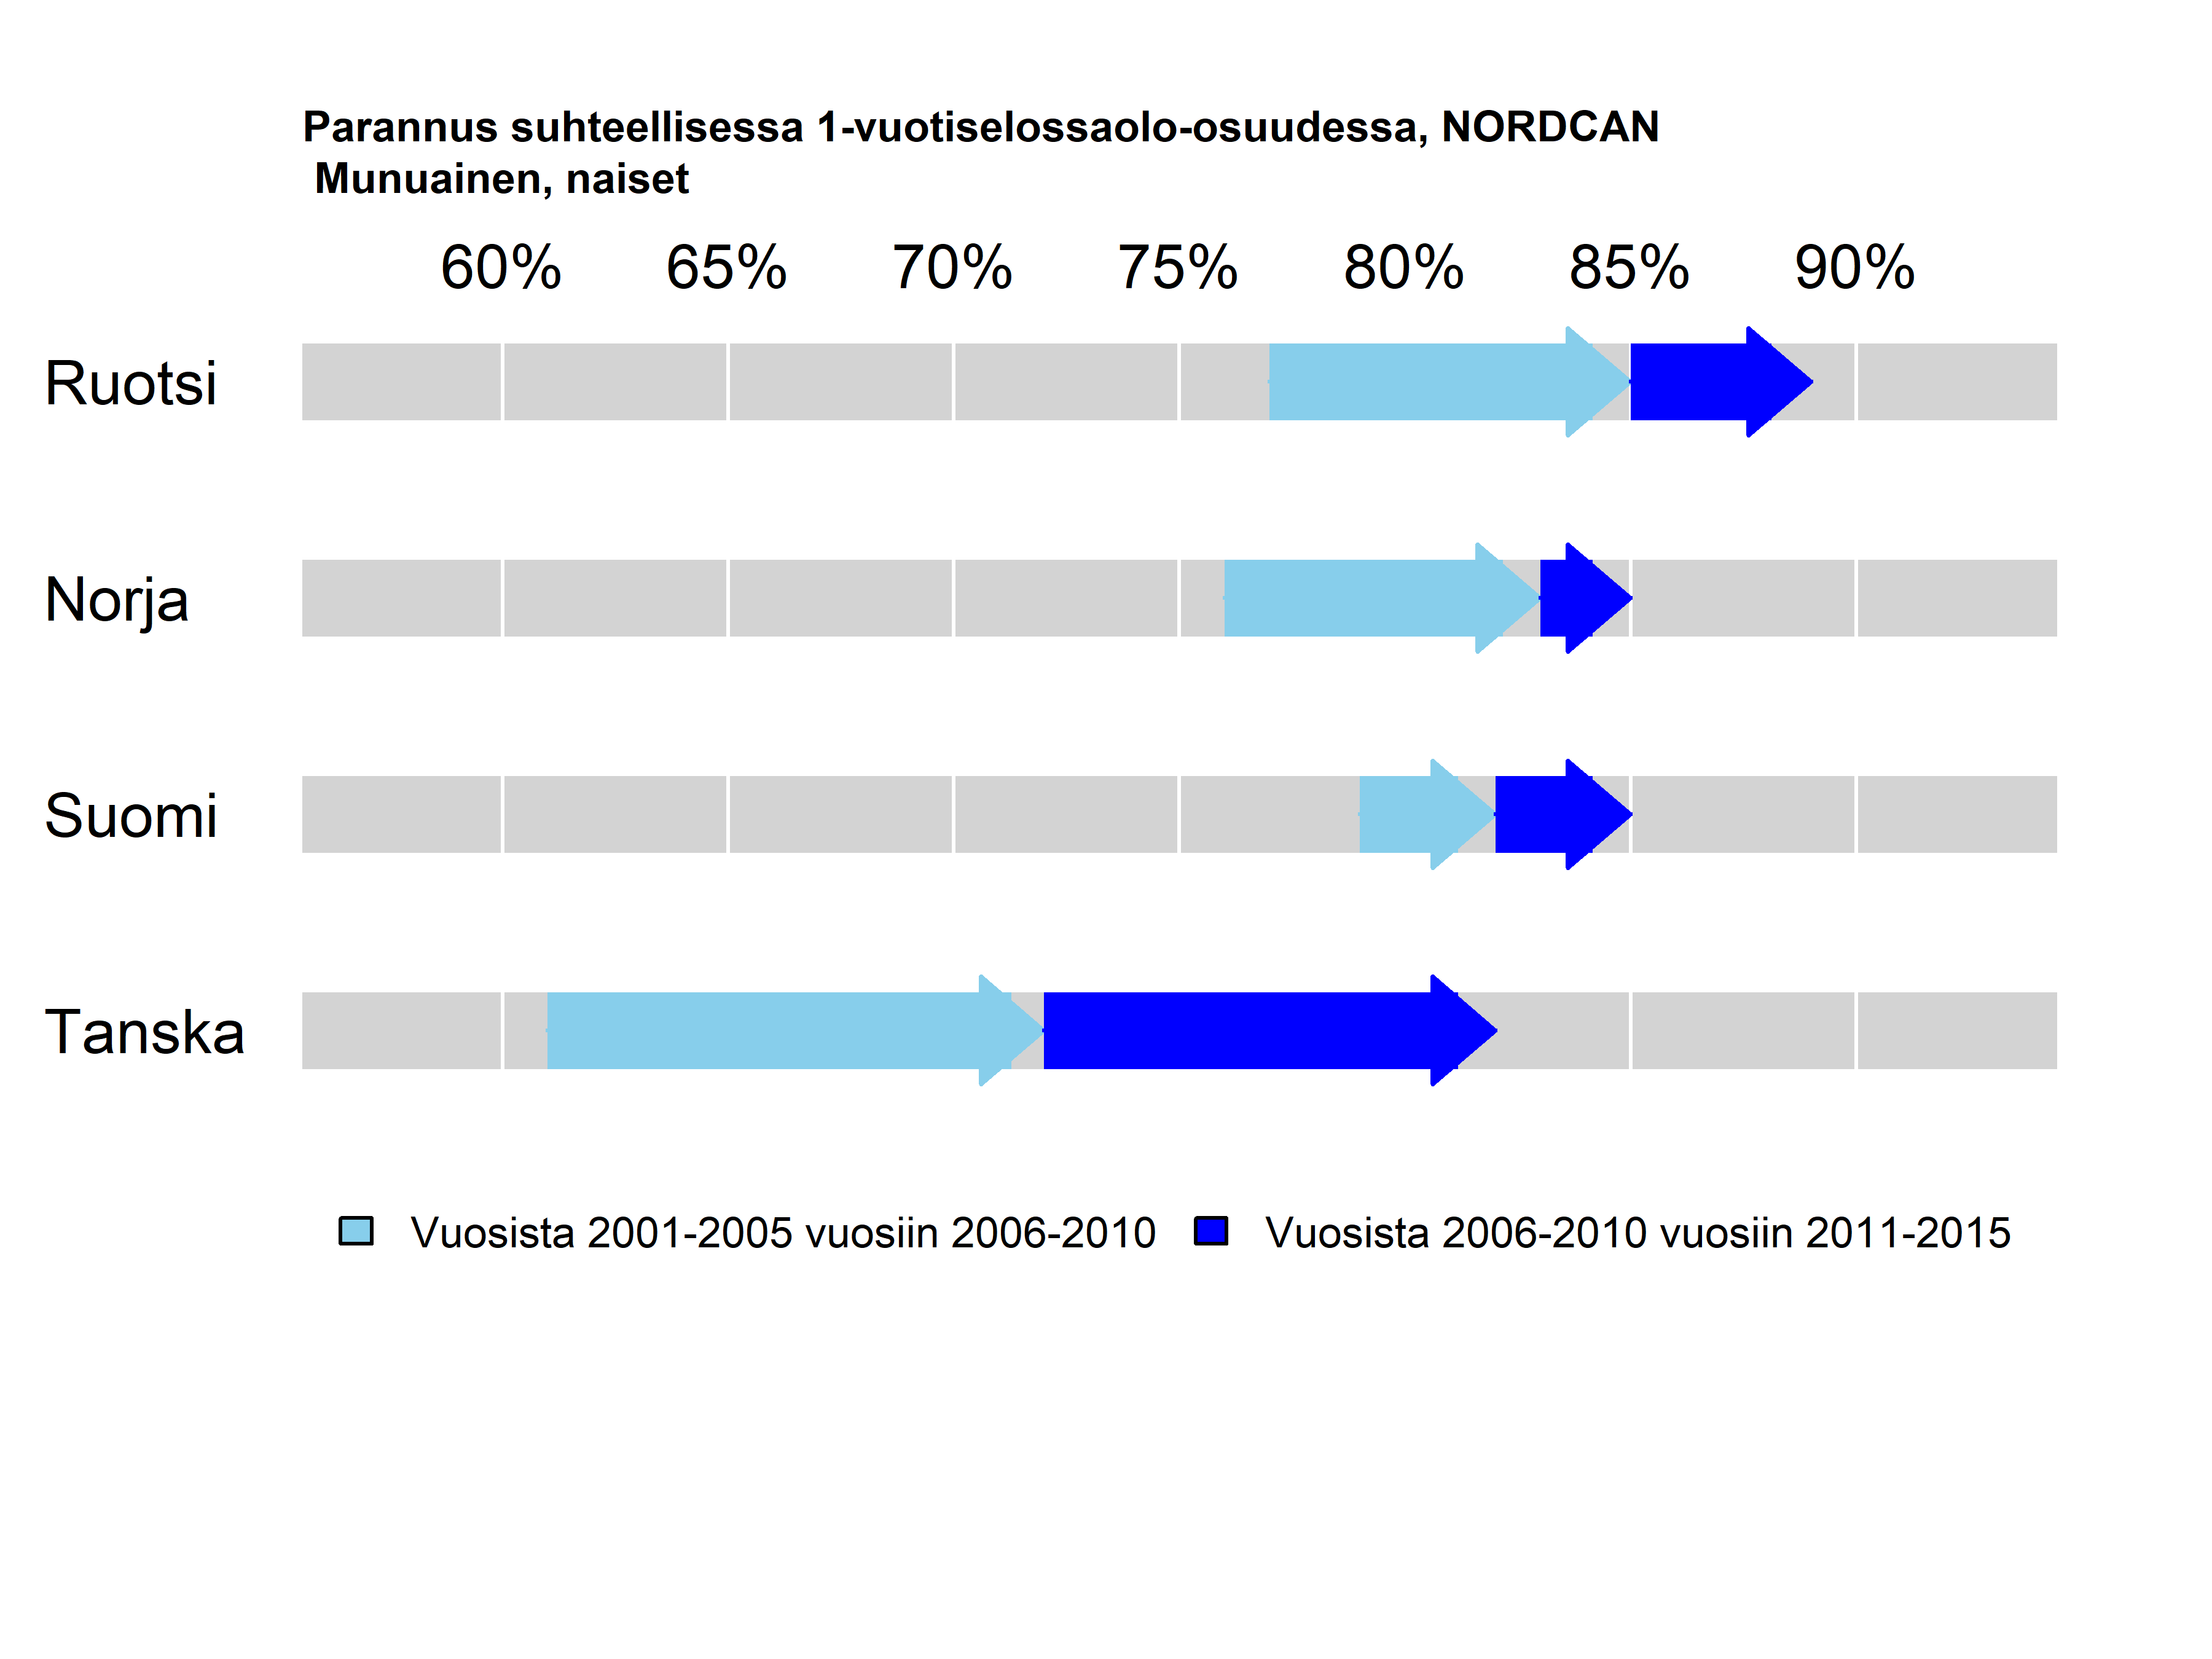 Parannus suhteellisessa 1-vuotiselossaolo-osuudessa, NORDCAN
Munuainen, naiset
60% 65% 70% 75% 80% 85% 90%
Ruotsi
Norja
Suomi
Tanska
Vuosista 2001-2005 vuosiin 2006-2010 Vuosista 2006-2010 vuosiin 2011-2015